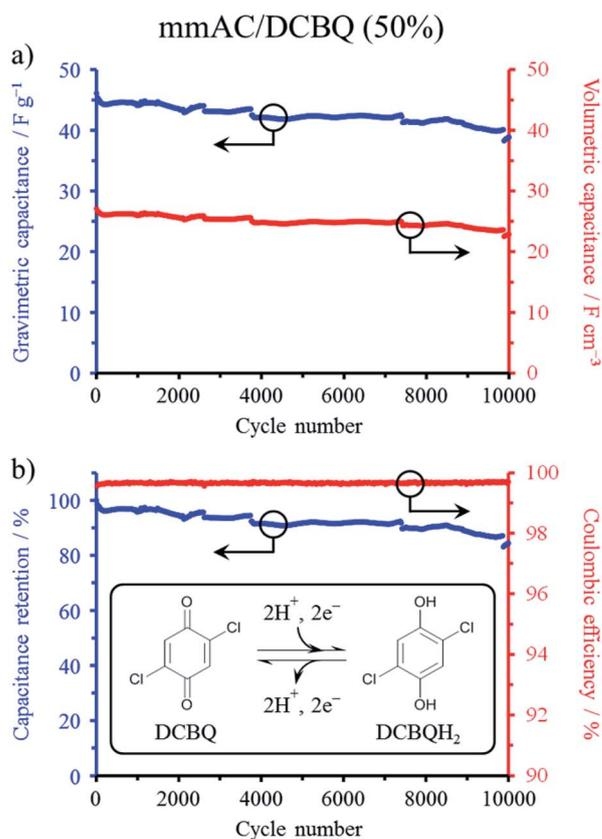 mmAC/DCBQ (50%)
a)
Gravimetric capacitance / F g⁻¹
50
40
30
20
10
0
50
40
30
20
10
0
Volumetric capacitance / F cm⁻³
0 2000 4000 6000 8000 10000
Cycle number
b)
Capacitance retention / %
100
80
60
40
20
0
100
98
96
94
92
90
Coulombic efficiency / %
O
Cl
Cl
O
DCBQ
2H⁺, 2e⁻
2H⁺, 2e⁻
OH
Cl
Cl
OH
DCBQH₂
0 2000 4000 6000 8000 10000
Cycle number